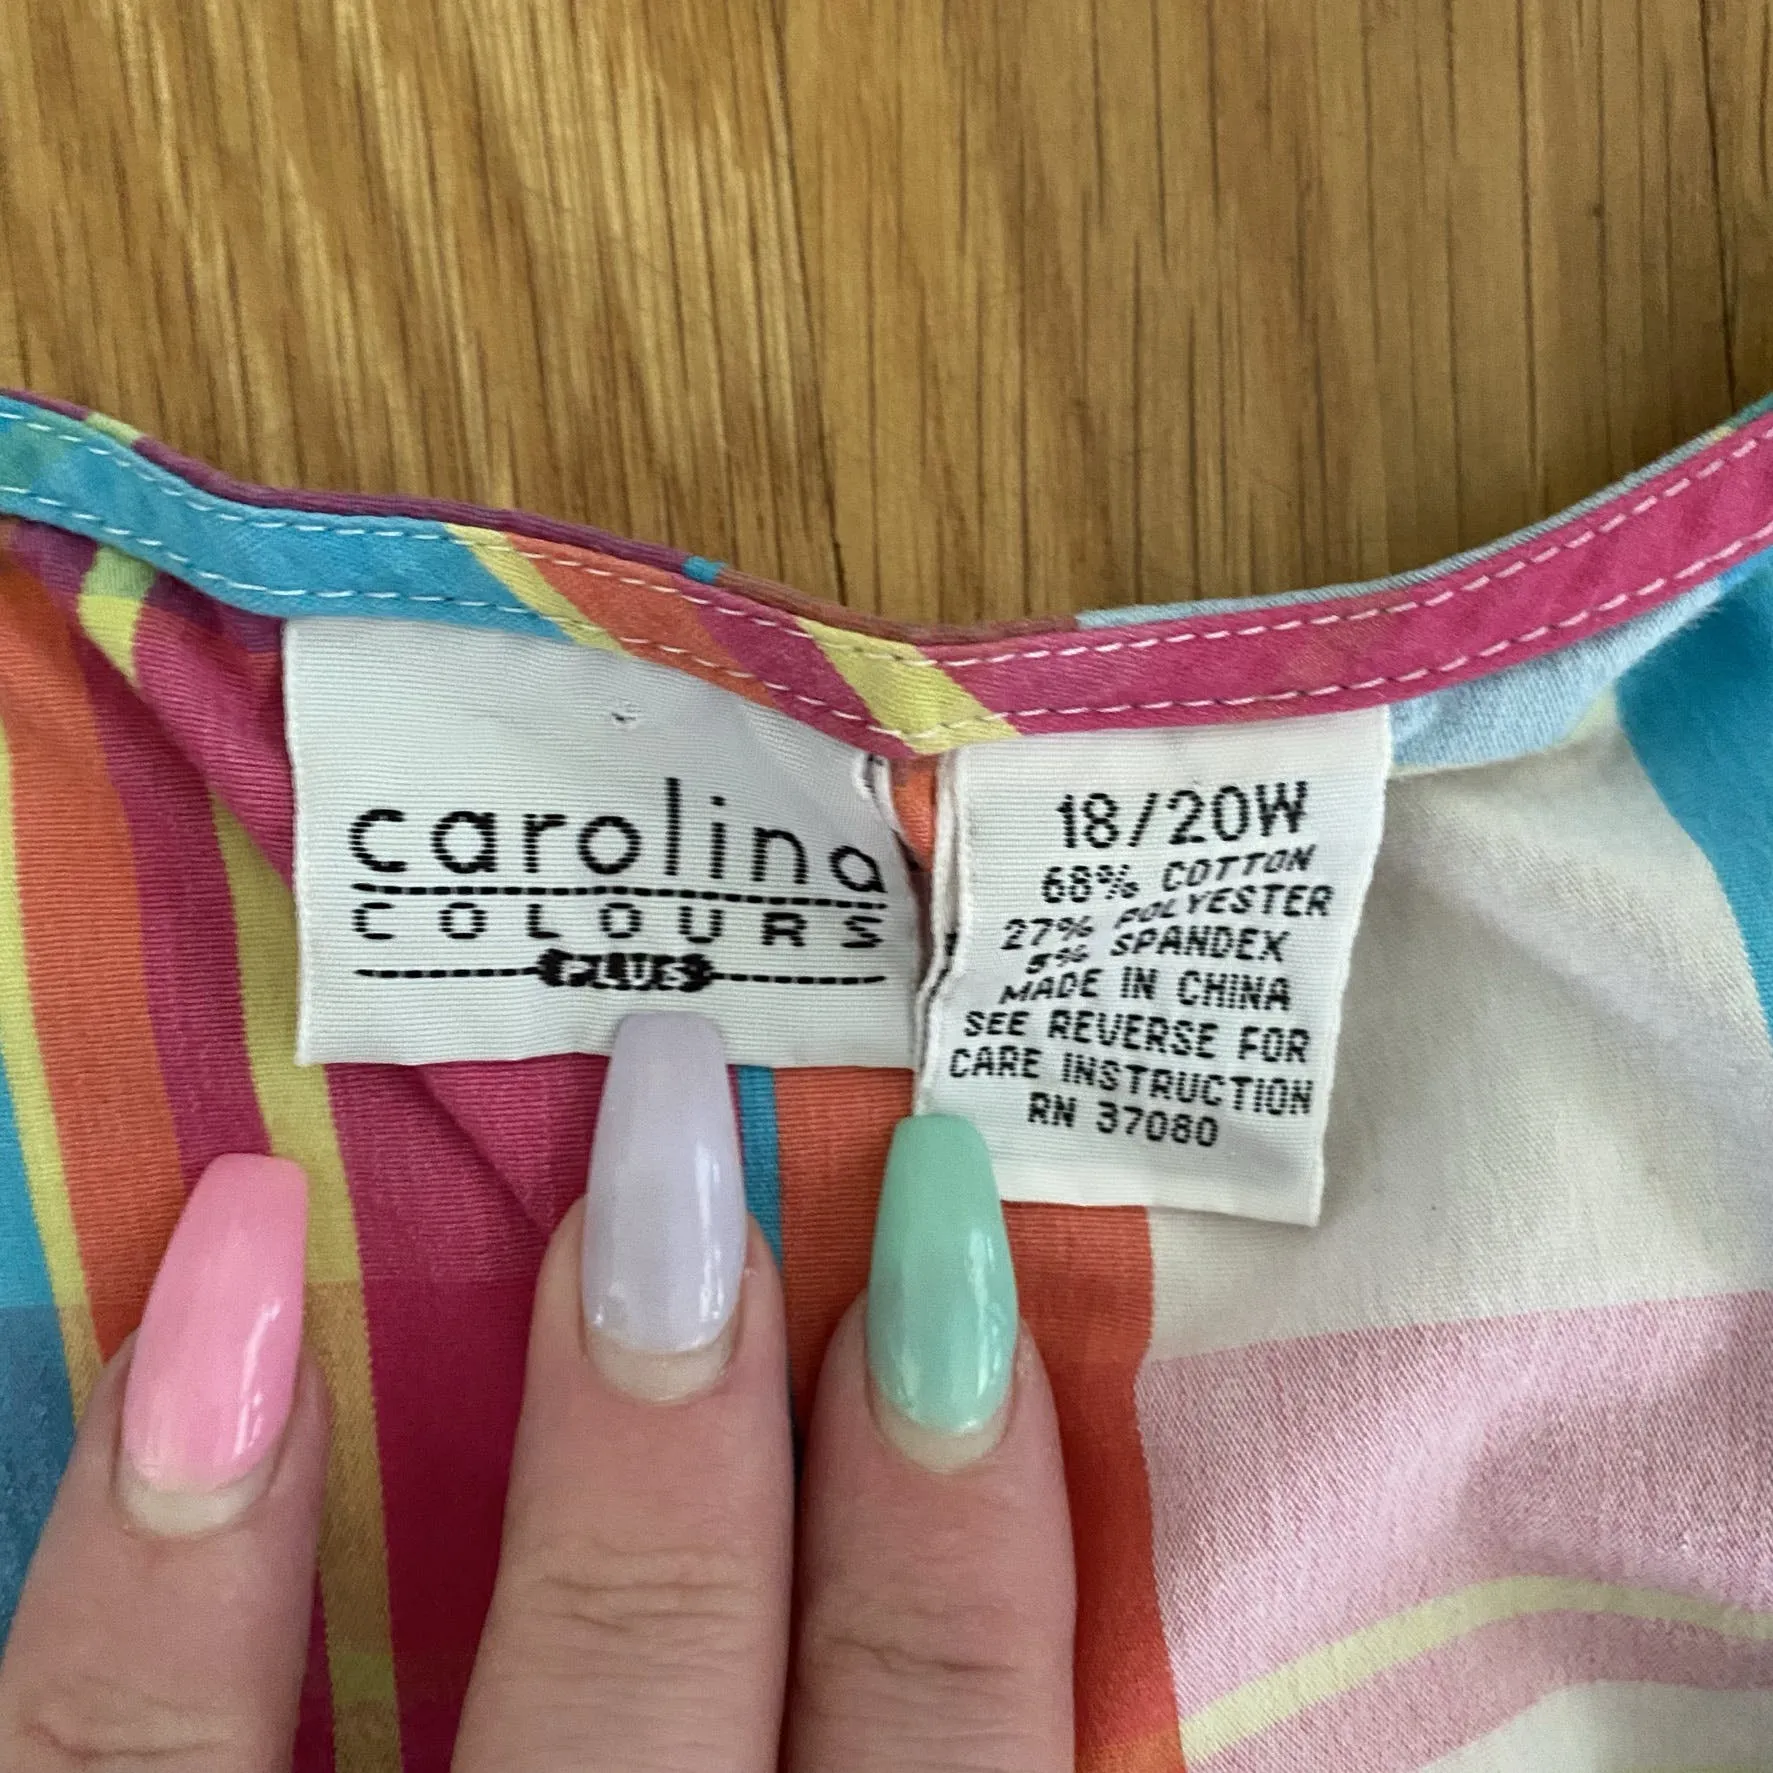 carolina
COLOURS
PLUS
18/20W
68% COTTON
27% POLYESTER
5% SPANDEX
MADE IN CHINA
SEE REVERSE FOR
CARE INSTRUCTION
RN 37080